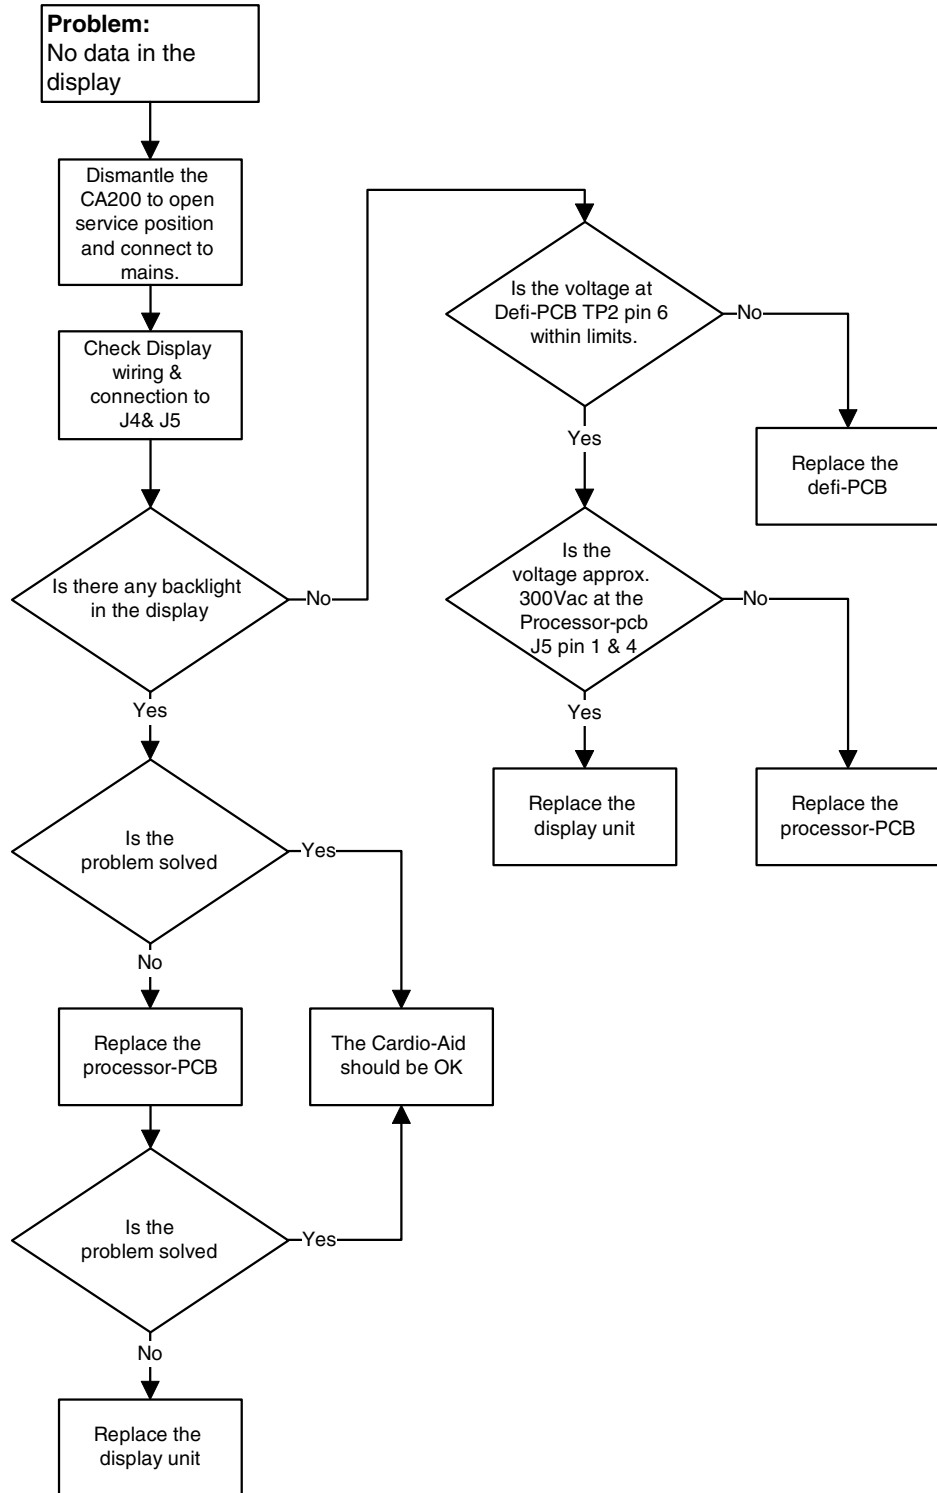 Problem:
No data in the
display
Dismantle the
CA200 to open
service position
and connect to
mains.
Check Display
wiring &
connection to
J4& J5
Is there any backlight
in the display
No
Yes
Is the
problem solved
Yes
No
Replace the
processor-PCB
The Cardio-Aid
should be OK
Is the
problem solved
Yes
No
Replace the
display unit
Is the voltage at
Defi-PCB TP2 pin 6
within limits.
No
Yes
Replace the
defi-PCB
Is the
voltage approx.
300Vac at the
Processor-pcb
J5 pin 1 & 4
No
Yes
Replace the
display unit
Replace the
processor-PCB